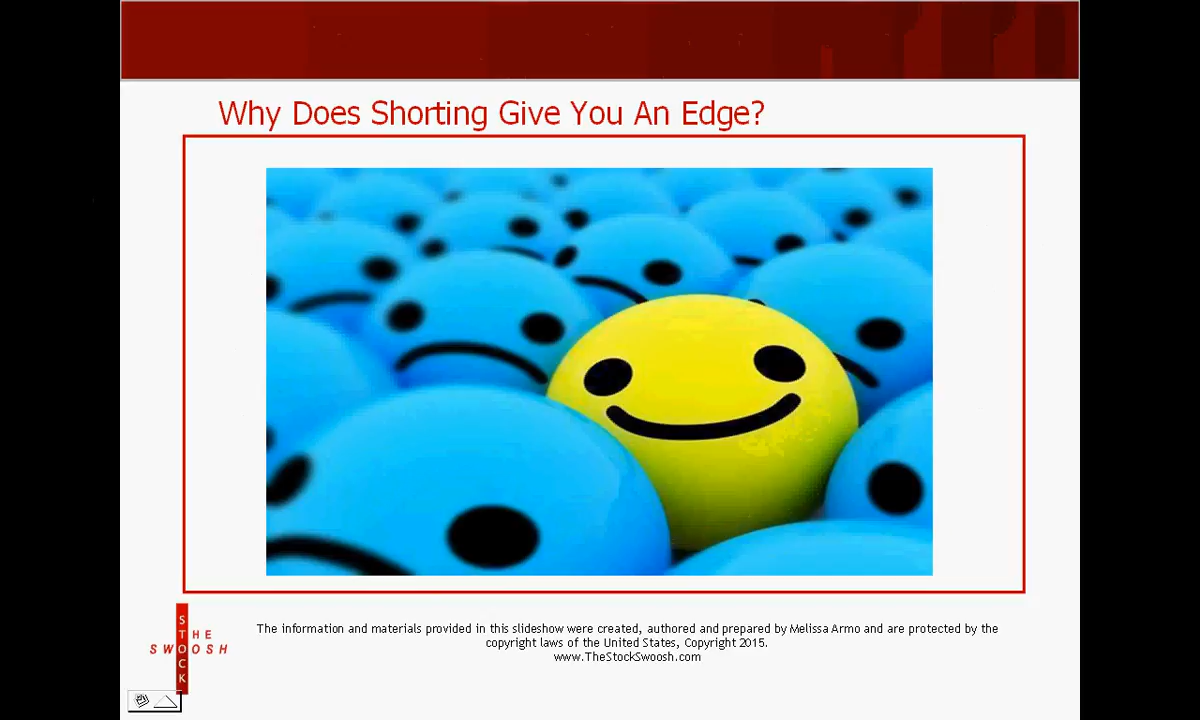 Why Does Shorting Give You An Edge?
The information and materials provided in this slideshow were created, authored and prepared by Melissa Armo and are protected by the
copyright laws of the United States, Copyright 2015.
www.TheStockSwoosh.com
THE
STOCK
SWOOSH